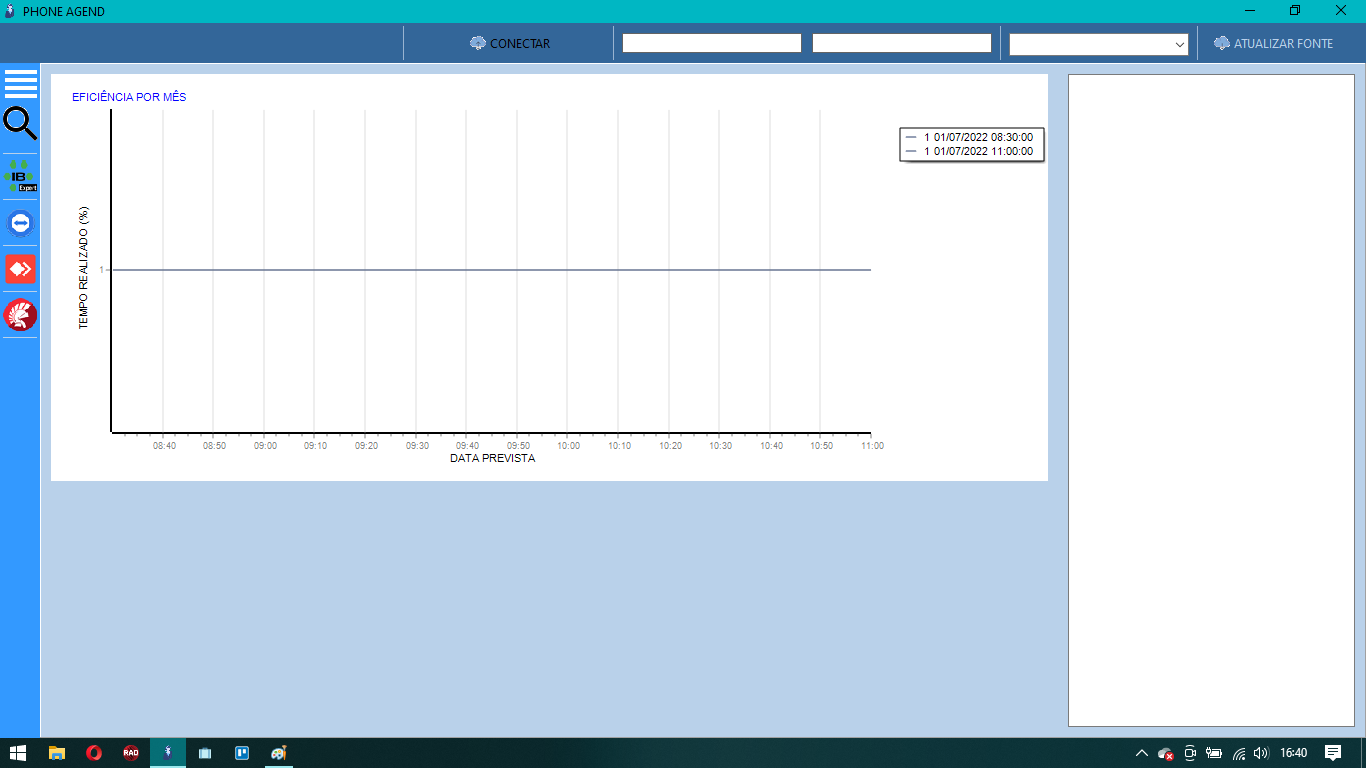 PHONE AGEND
CONECTAR
ATUALIZAR FONTE
IB
Expert
EFICIÊNCIA POR MÊS
1 01/07/2022 08:30:00
1 01/07/2022 11:00:00
TEMPO REALIZADO (%)
1
08:40 08:50 09:00 09:10 09:20 09:30 09:40 09:50 10:00 10:10 10:20 10:30 10:40 10:50 11:00
DATA PREVISTA
RAD
16:40